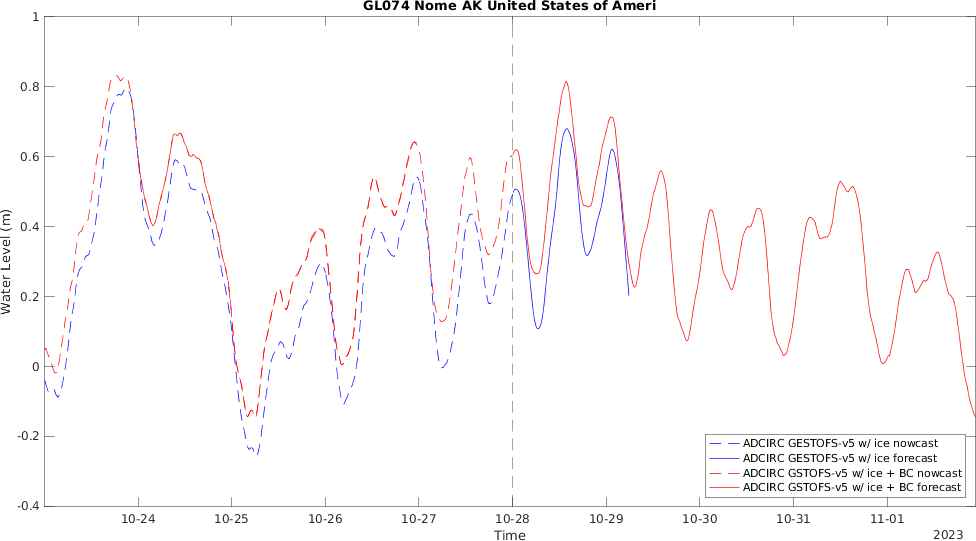 GL074 Nome AK United States of Ameri
1
0.8
0.6
0.4
0.2
0
-0.2
-0.4
Water Level (m)
ADCIRC GESTOFS-v5 w/ ice nowcast
ADCIRC GESTOFS-v5 w/ ice forecast
ADCIRC GSTOFS-v5 w/ ice + BC nowcast
ADCIRC GSTOFS-v5 w/ ice + BC forecast
10-24 10-25 10-26 10-27 10-28 10-29 10-30 10-31 11-01
Time
2023